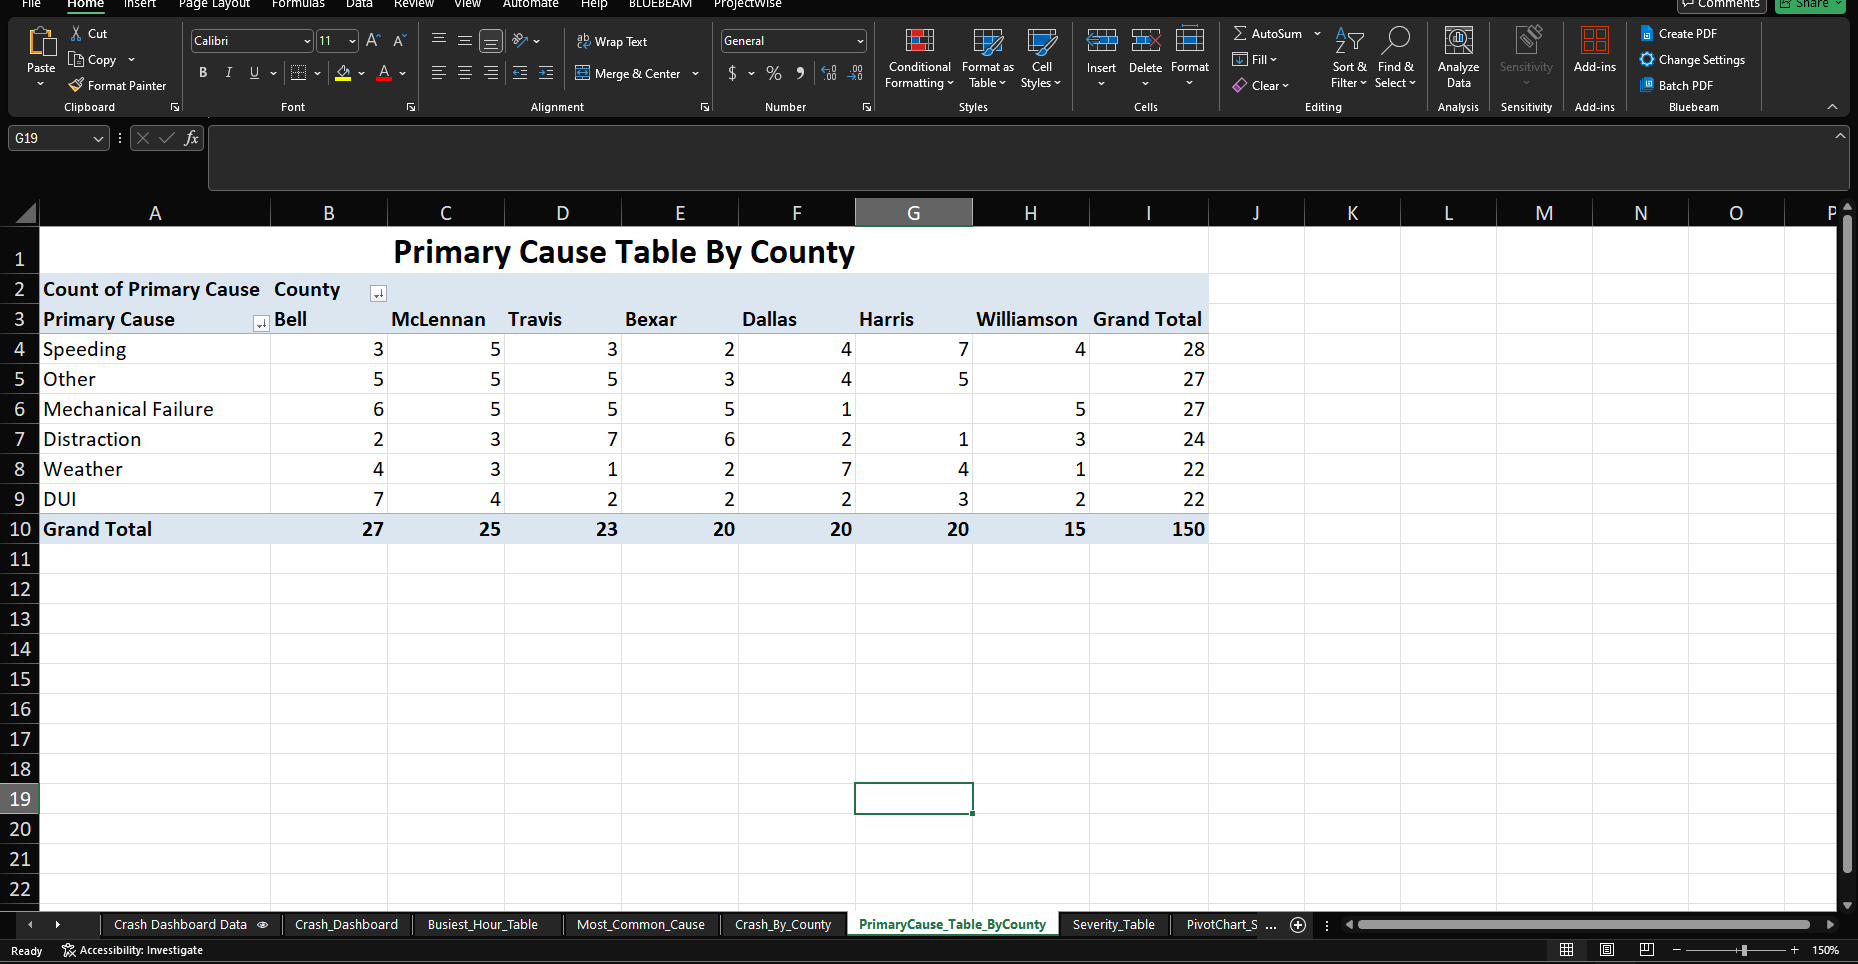 File Home Insert Page Layout Formulas Data Review View Automate Help BLUEBEAM ProjectWise Comments Share
Paste
Cut
Copy
Format Painter
Clipboard
Calibri 11
B I U
Font
Wrap Text
Merge & Center
Alignment
General
$ % 9
Number
Conditional Formatting
Format as Table
Cell Styles
Styles
Insert Delete Format
Cells
AutoSum
Fill
Clear
Sort & Filter
Find & Select
Editing
Analyze Data
Analysis
Sensitivity
Sensitivity
Add-ins
Add-ins
Create PDF
Change Settings
Batch PDF
Bluebeam
G19 fx
A B C D E F G H I J K L M N O P
1 Primary Cause Table By County
2 Count of Primary Cause County
3 Primary Cause Bell McLennan Travis Bexar Dallas Harris Williamson Grand Total
4 Speeding 3 5 3 2 4 7 4 28
5 Other 5 5 5 3 4 5 27
6 Mechanical Failure 6 5 5 5 1 5 27
7 Distraction 2 3 7 6 2 1 3 24
8 Weather 4 3 1 2 7 4 1 22
9 DUI 7 4 2 2 2 3 2 22
10 Grand Total 27 25 23 20 20 20 15 150
11
12
13
14
15
16
17
18
19
20
21
22
Crash Dashboard Data Crash_Dashboard Busiest_Hour_Table Most_Common_Cause Crash_By_County PrimaryCause_Table_ByCounty Severity_Table PivotChart_S ...
Ready Accessibility: Investigate 150%